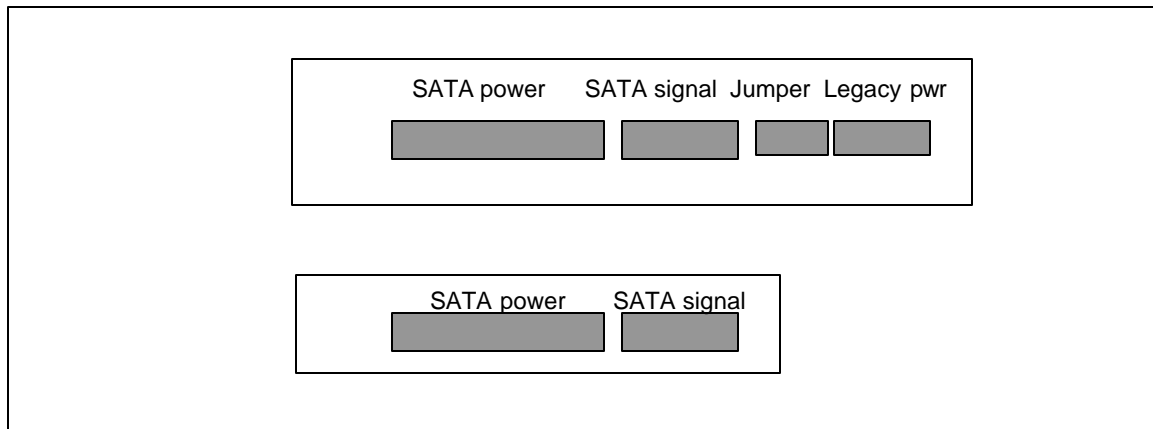 SATA power SATA signal Jumper Legacy pwr
SATA power SATA signal